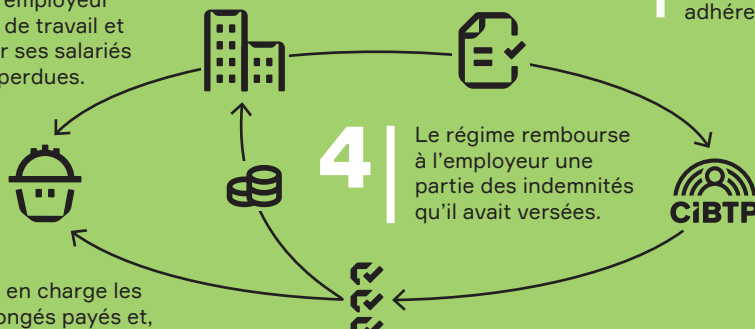 employeur
de travail et
r ses salariés
perdues.
adhére
4
Le régime rembourse
à l'employeur une
partie des indemnités
qu'il avait versées.
CiBTP
en charge les
ongés payés et,